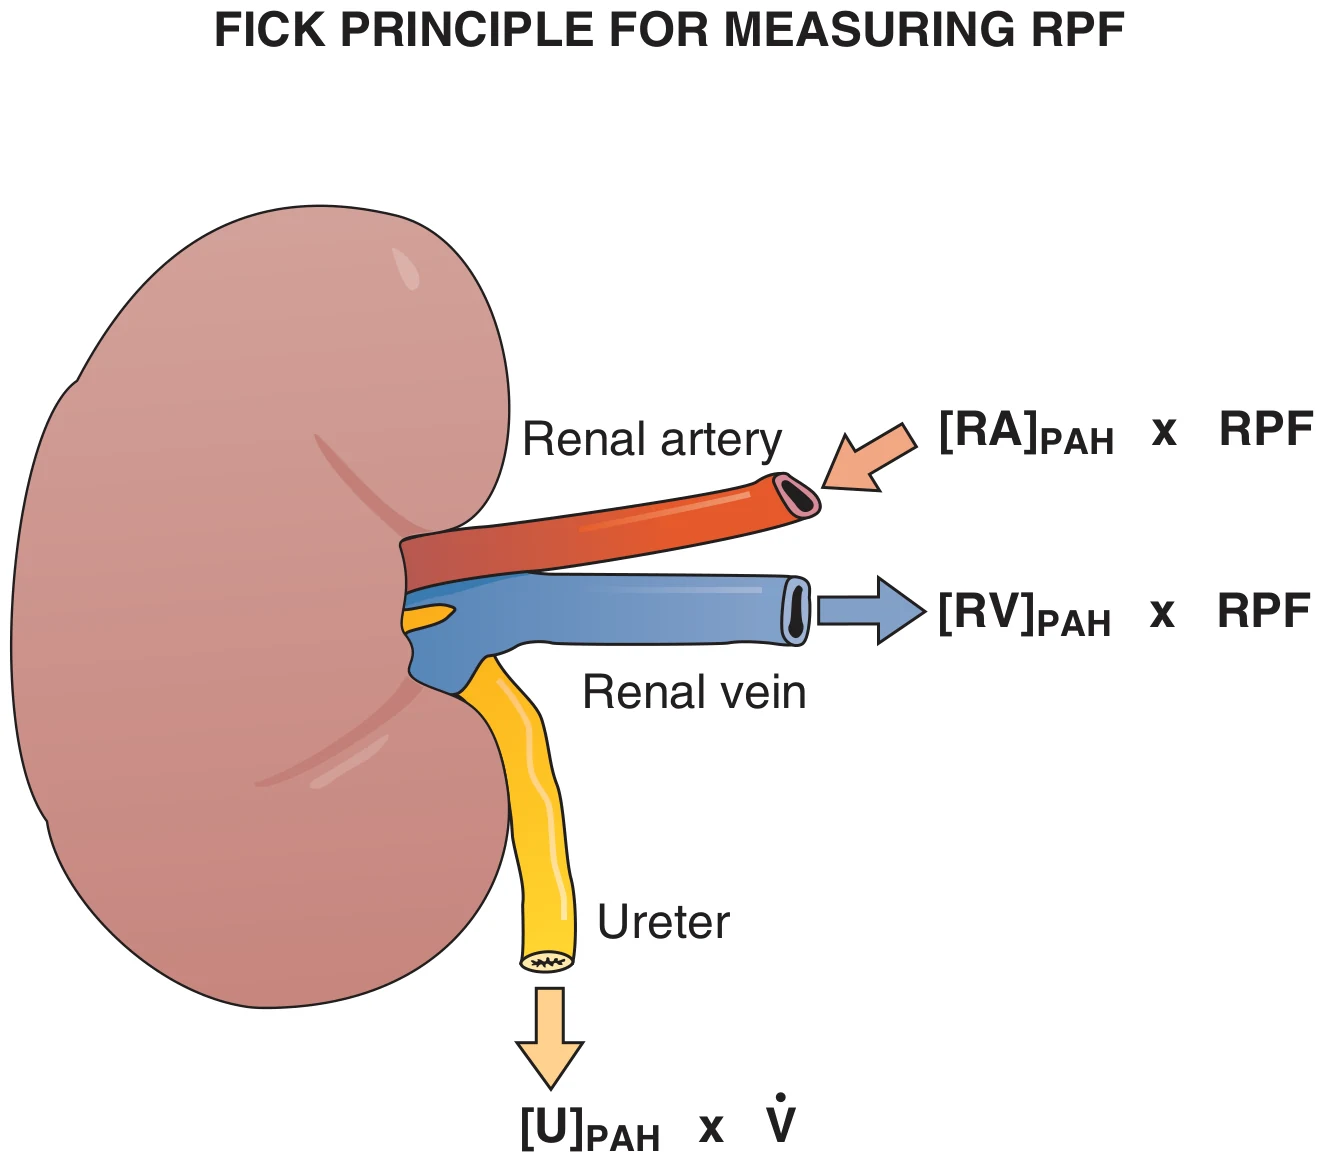 FICK PRINCIPLE FOR MEASURING RPF
Renal artery
[RA]PAH x RPF
[RV]PAH x RPF
Renal vein
Ureter
[U]PAH x V̇